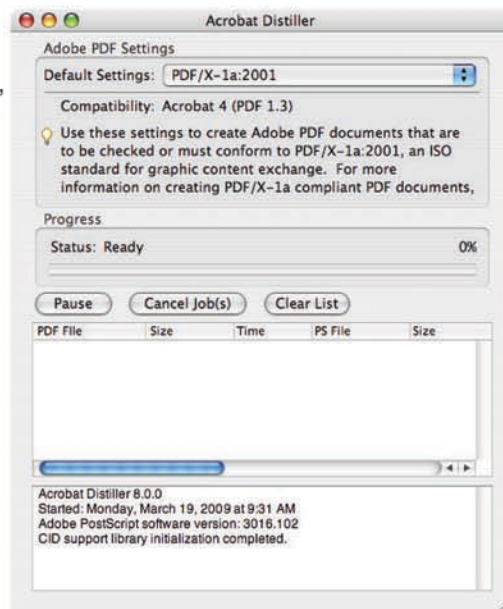 Acrobat Distiller
Adobe PDF Settings
Default Settings: PDF/X-1a:2001
Compatibility: Acrobat 4 (PDF 1.3)
Use these settings to create Adobe PDF documents that are
to be checked or must conform to PDF/X-1a:2001, an ISO
standard for graphic content exchange. For more
information on creating PDF/X-1a compliant PDF documents,
Progress
Status: Ready 0%
Pause Cancel Job(s) Clear List
PDF File Size Time PS File Size
Acrobat Distiller 8.0.0
Started: Monday, March 19, 2009 at 9:31 AM
Adobe PostScript software version: 3016.102
CID support library initialization completed.